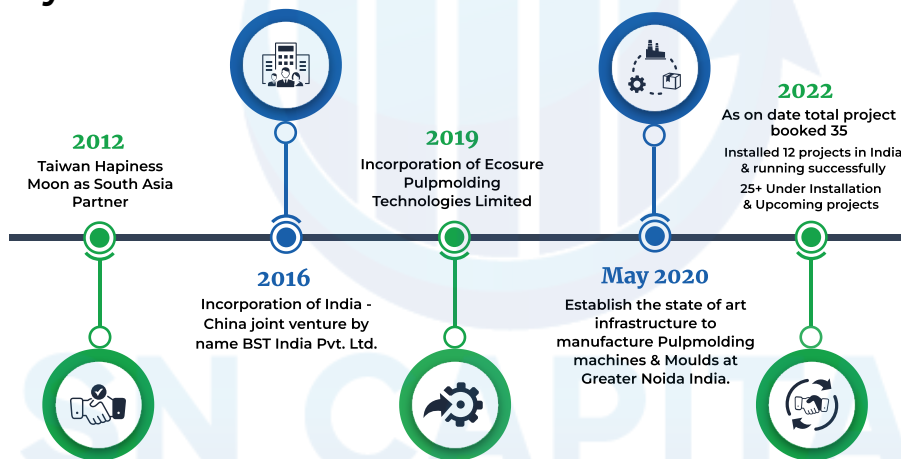 2012
Taiwan Hapiness
Moon as South Asia
Partner
2016
Incorporation of India -
China joint venture by
name BST India Pvt. Ltd.
2019
Incorporation of Ecosure
Pulpmolding
Technologies Limited
May 2020
Establish the state of art
infrastructure to
manufacture Pulpmolding
machines & Moulds at
Greater Noida India.
2022
As on date total project
booked 35
Installed 12 projects in India
& running successfully
25+ Under Installation
& Upcoming projects
SN CAPITA